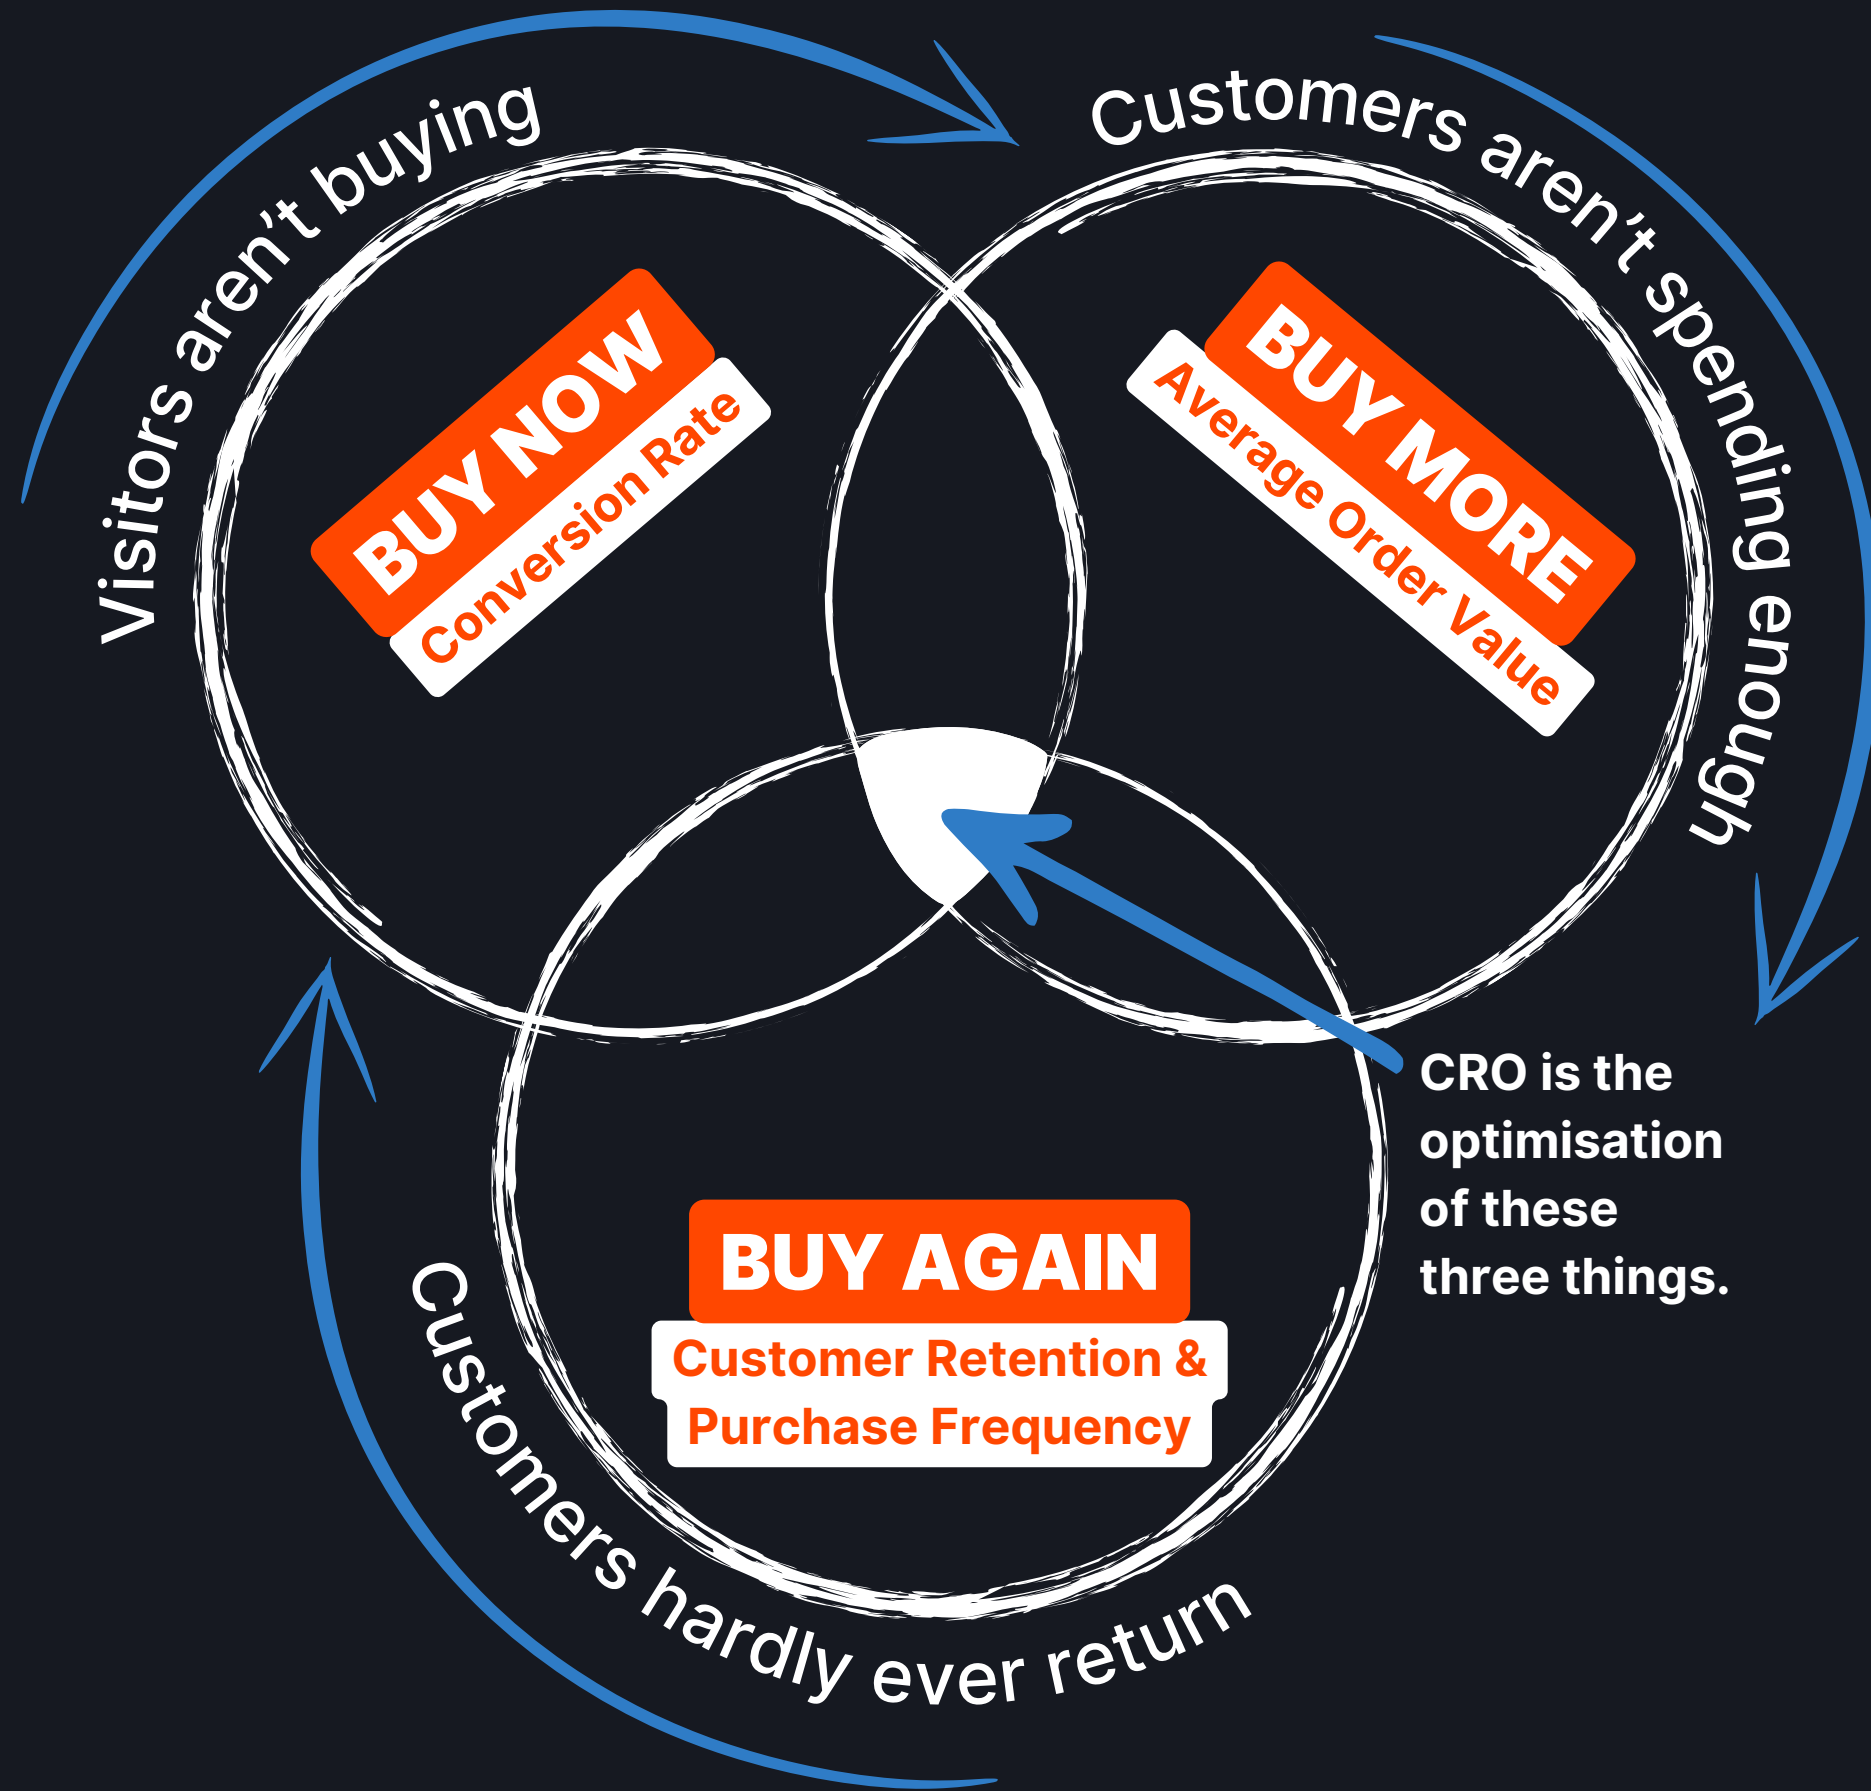 Visitors aren’t buying
BUY NOW
Conversion Rate
Customers aren’t spending enough
BUY MORE
Average Order Value
CRO is the
optimisation
of these
three things.
BUY AGAIN
Customer Retention &
Purchase Frequency
Customers hardly ever return